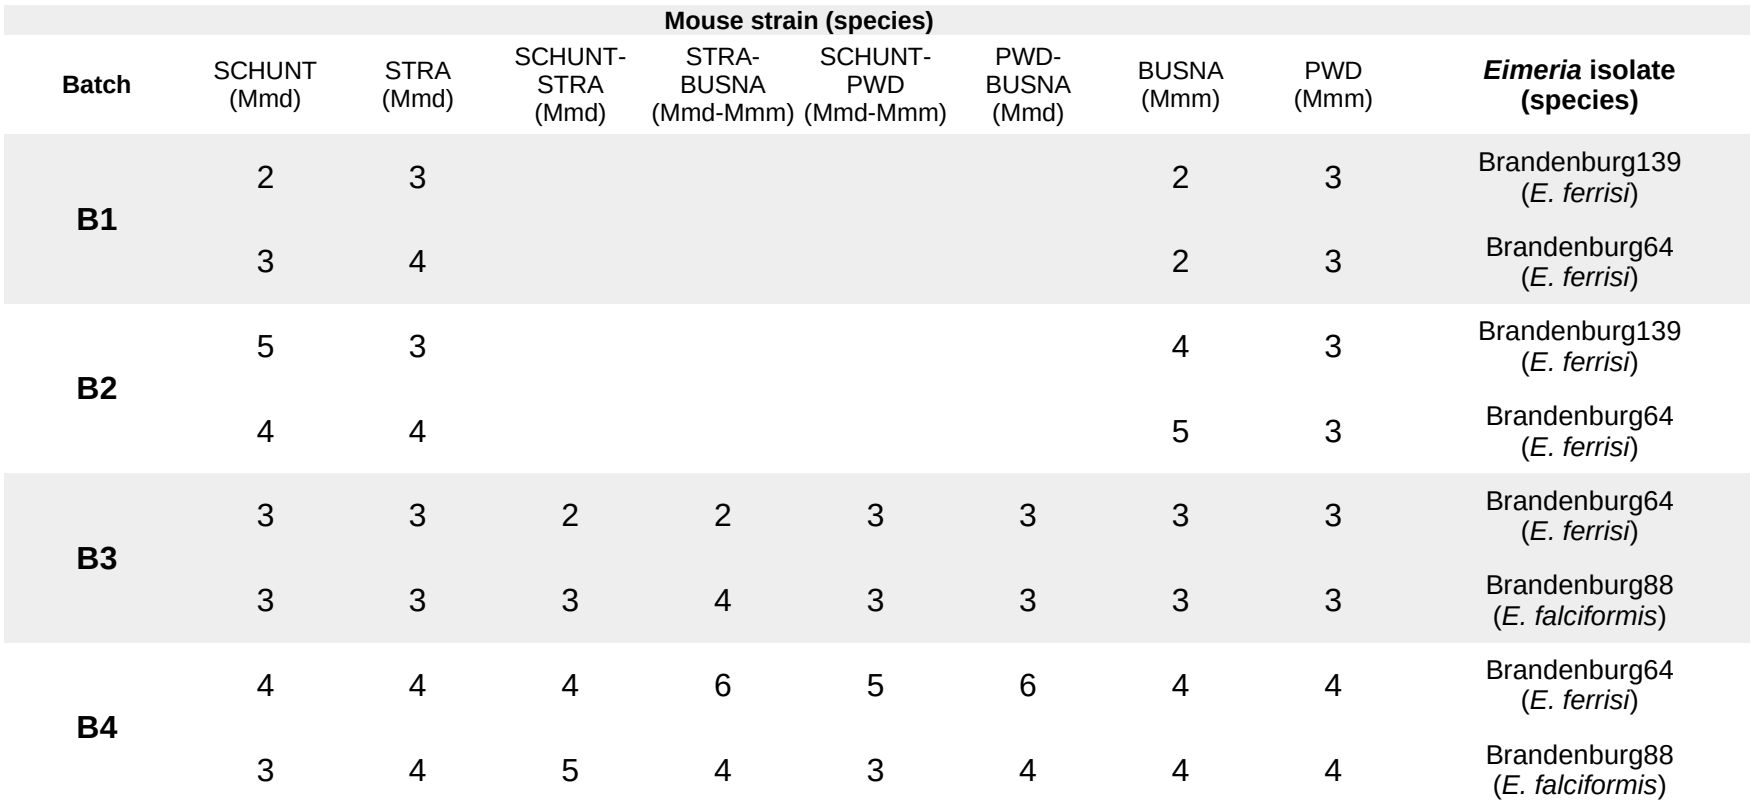 Mouse strain (species)
Batch SCHUNT (Mmd) STRA (Mmd) SCHUNT-STRA (Mmd) STRA-BUSNA (Mmd-Mmm) SCHUNT-PWD (Mmd-Mmm) PWD-BUSNA (Mmd) BUSNA (Mmm) PWD (Mmm) Eimeria isolate (species)
B1
2 3 2 3 Brandenburg139
(E. ferrisi)
3 4 2 3 Brandenburg64
(E. ferrisi)
B2
5 3 4 3 Brandenburg139
(E. ferrisi)
4 4 5 3 Brandenburg64
(E. ferrisi)
B3
3 3 2 2 3 3 3 3 Brandenburg64
(E. ferrisi)
3 3 3 4 3 3 3 3 Brandenburg88
(E. falciformis)
B4
4 4 4 6 5 6 4 4 Brandenburg64
(E. ferrisi)
3 4 5 4 3 4 4 4 Brandenburg88
(E. falciformis)